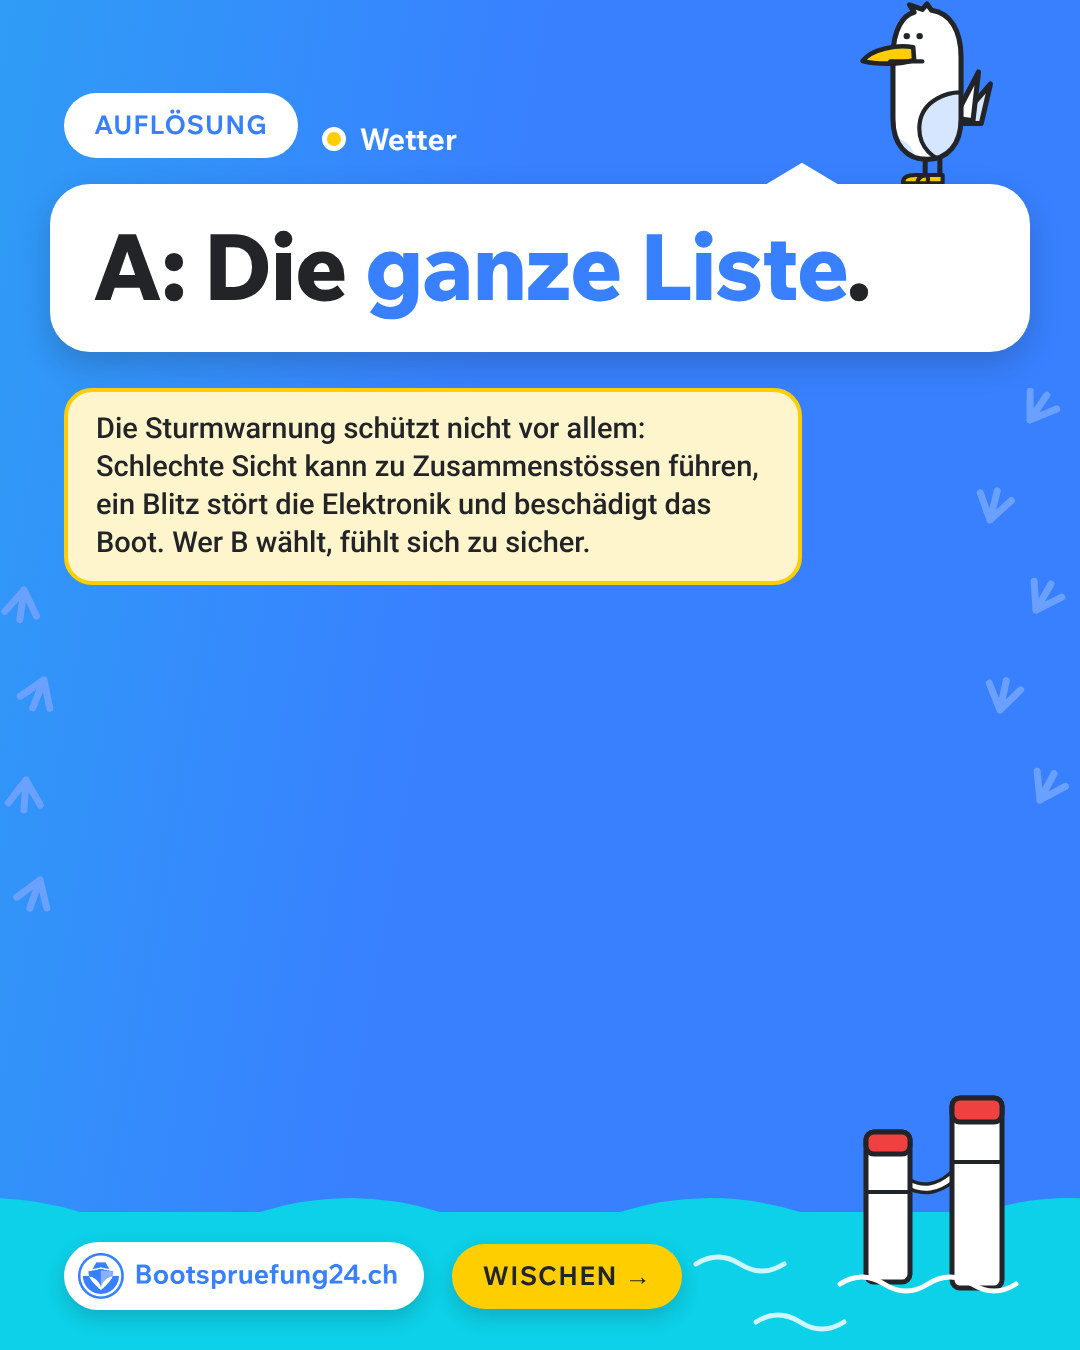 AUFLÖSUNG
Wetter
A: Die ganze Liste.
Die Sturmwarnung schützt nicht vor allem:
Schlechte Sicht kann zu Zusammenstössen führen,
ein Blitz stört die Elektronik und beschädigt das
Boot. Wer B wählt, fühlt sich zu sicher.
Bootspruefung24.ch
WISCHEN →